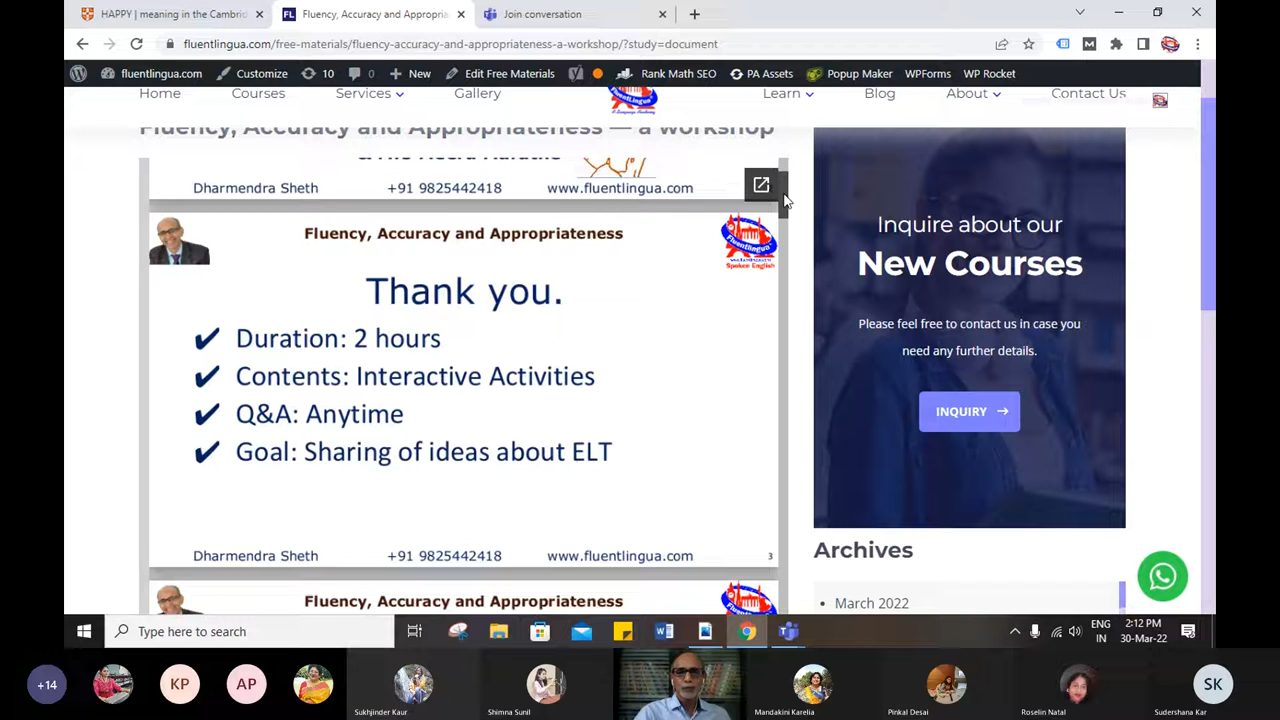 HAPPY | meaning in the Cambrid
FL Fluency, Accuracy and Appropria
Join conversation
fluentlingua.com/free-materials/fluency-accuracy-and-appropriateness-a-workshop/?study=document
fluentlingua.com Customize 10 0 New Edit Free Materials Rank Math SEO PA Assets Popup Maker WPForms WP Rocket
Home Courses Services Gallery Learn Blog About Contact Us
Fluency, Accuracy and Appropriateness — a workshop
Dharmendra Sheth +91 9825442418 www.fluentlingua.com
Fluency, Accuracy and Appropriateness
Fluentlingua
Spoken English
Thank you.
✔ Duration: 2 hours
✔ Contents: Interactive Activities
✔ Q&A: Anytime
✔ Goal: Sharing of ideas about ELT
Dharmendra Sheth +91 9825442418 www.fluentlingua.com 3
Fluency, Accuracy and Appropriateness
Inquire about our
New Courses
Please feel free to contact us in case you
need any further details.
INQUIRY →
Archives
• March 2022
Type here to search
ENG
IN
2:12 PM
30-Mar-22
+14
KP
AP
Sukhjinder Kaur
Shimna Sunil
Mandakini Karelia
Pinkal Desai
Roselin Natal
SK
Sudershana Kar